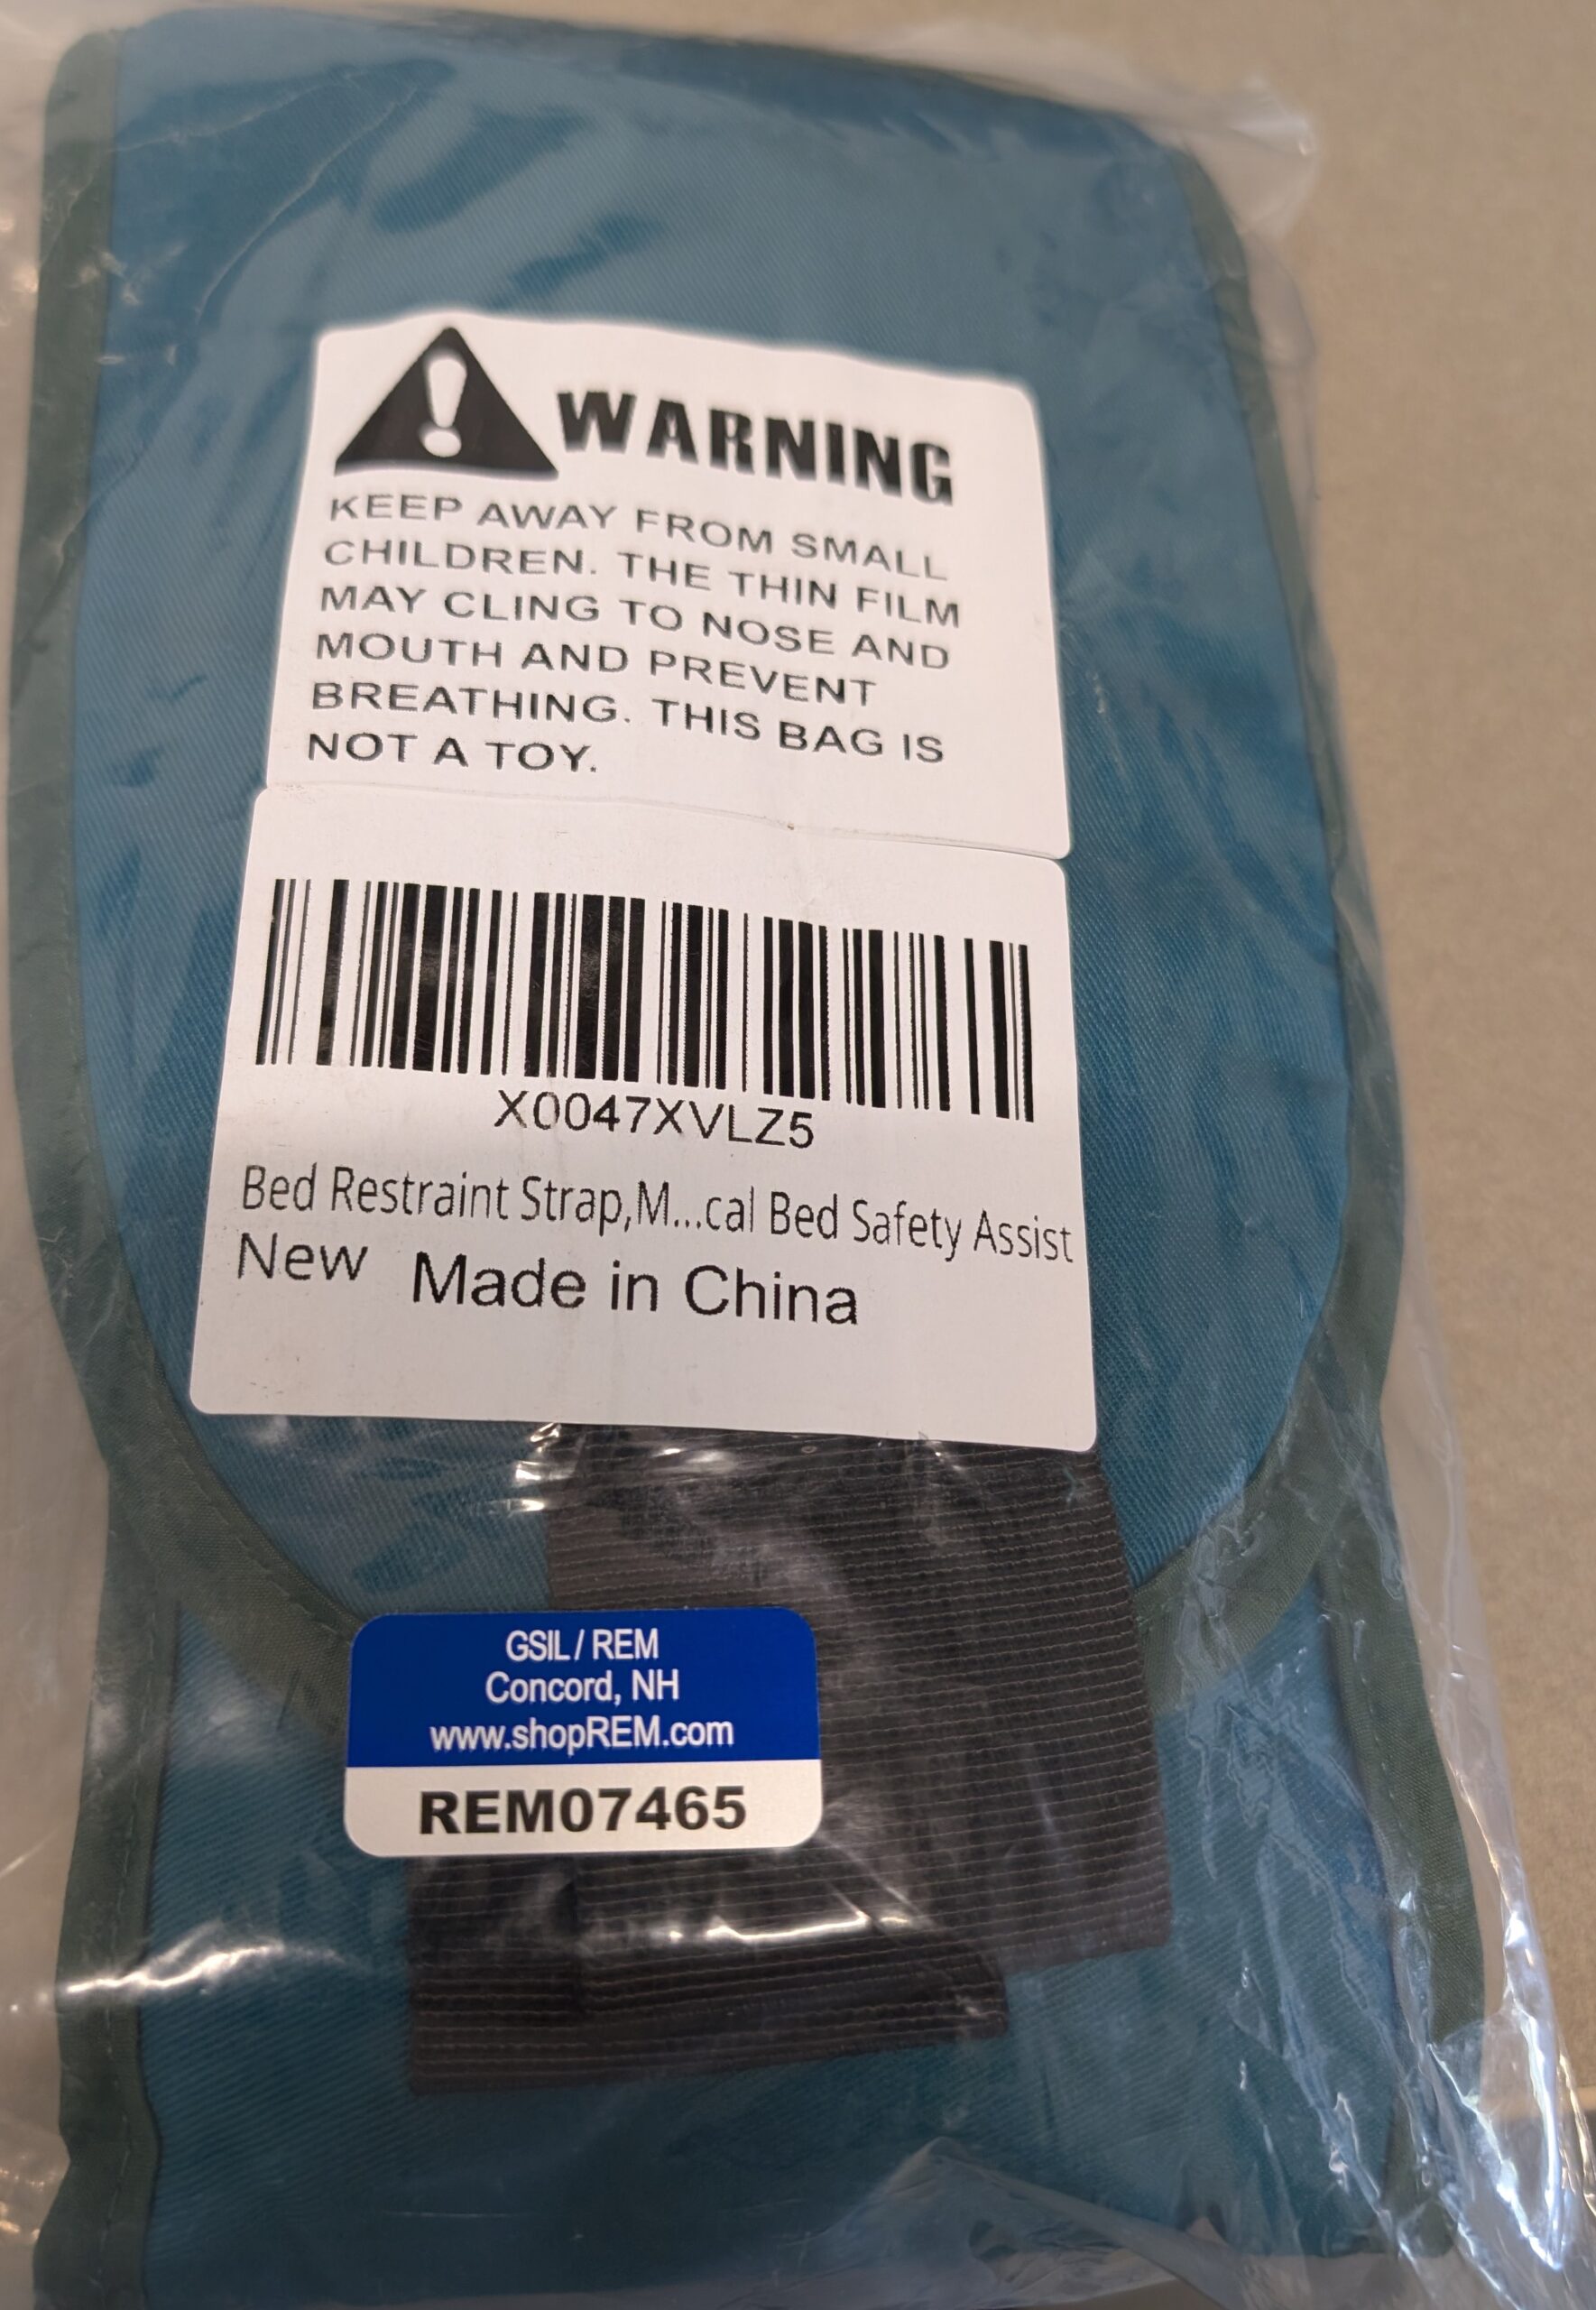 WARNING
KEEP AWAY FROM SMALL
CHILDREN. THE THIN FILM
MAY CLING TO NOSE AND
MOUTH AND PREVENT
BREATHING. THIS BAG IS
NOT A TOY.
X0047XVLZ5
Bed Restraint Strap,M...cal Bed Safety Assist
New Made in China
GSIL / REM
Concord, NH
www.shopREM.com
REM07465